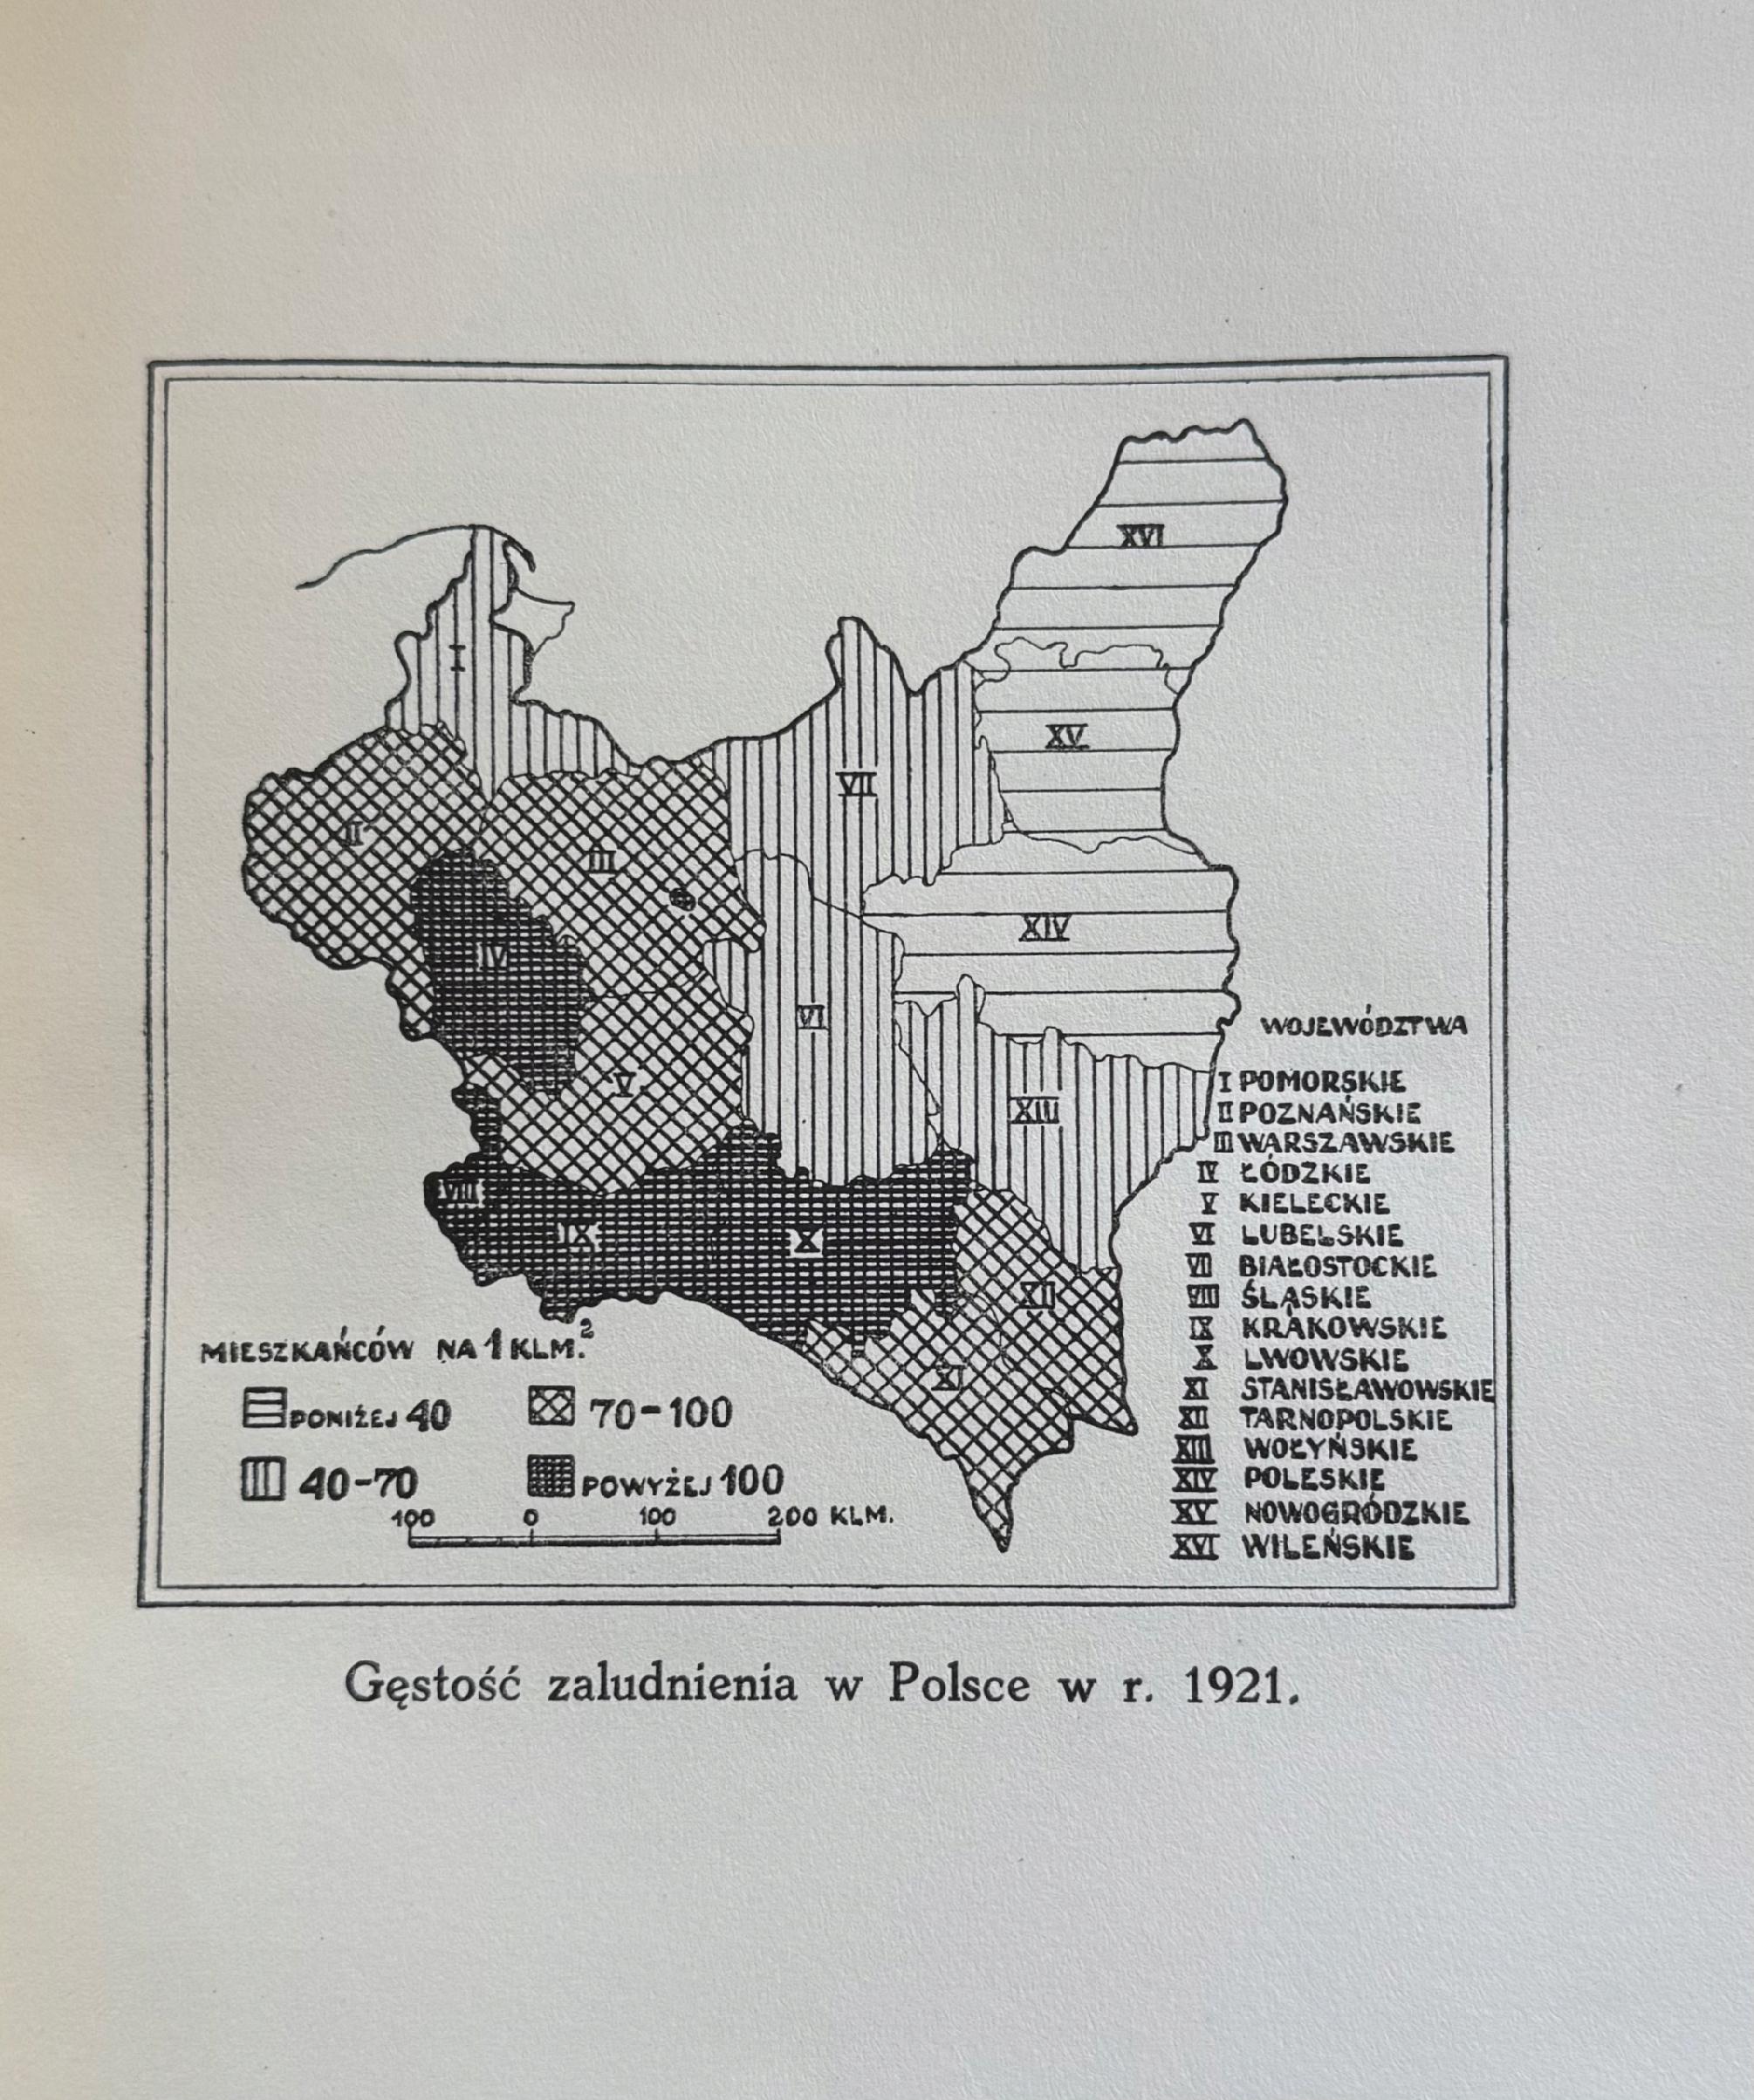 XVI
I
XV
VII
II
III
XIV
IV
VI
V
XIII
VIII
IX
X
XII
XI
WOJEWÓDZTWA
I POMORSKIE
II POZNAŃSKIE
III WARSZAWSKIE
IV ŁÓDZKIE
V KIELECKIE
VI LUBELSKIE
VII BIAŁOSTOCKIE
VIII ŚLĄSKIE
IX KRAKOWSKIE
X LWOWSKIE
XI STANISŁAWOWSKIE
XII TARNOPOLSKIE
XIII WOŁYŃSKIE
XIV POLESKIE
XV NOWOGRÓDZKIE
XVI WILEŃSKIE
MIESZKAŃCÓW NA 1 KLM.²
PONIŻEJ 40
70-100
40-70
POWYŻEJ 100
100 0 100 200 KLM.
Gęstość zaludnienia w Polsce w r. 1921.